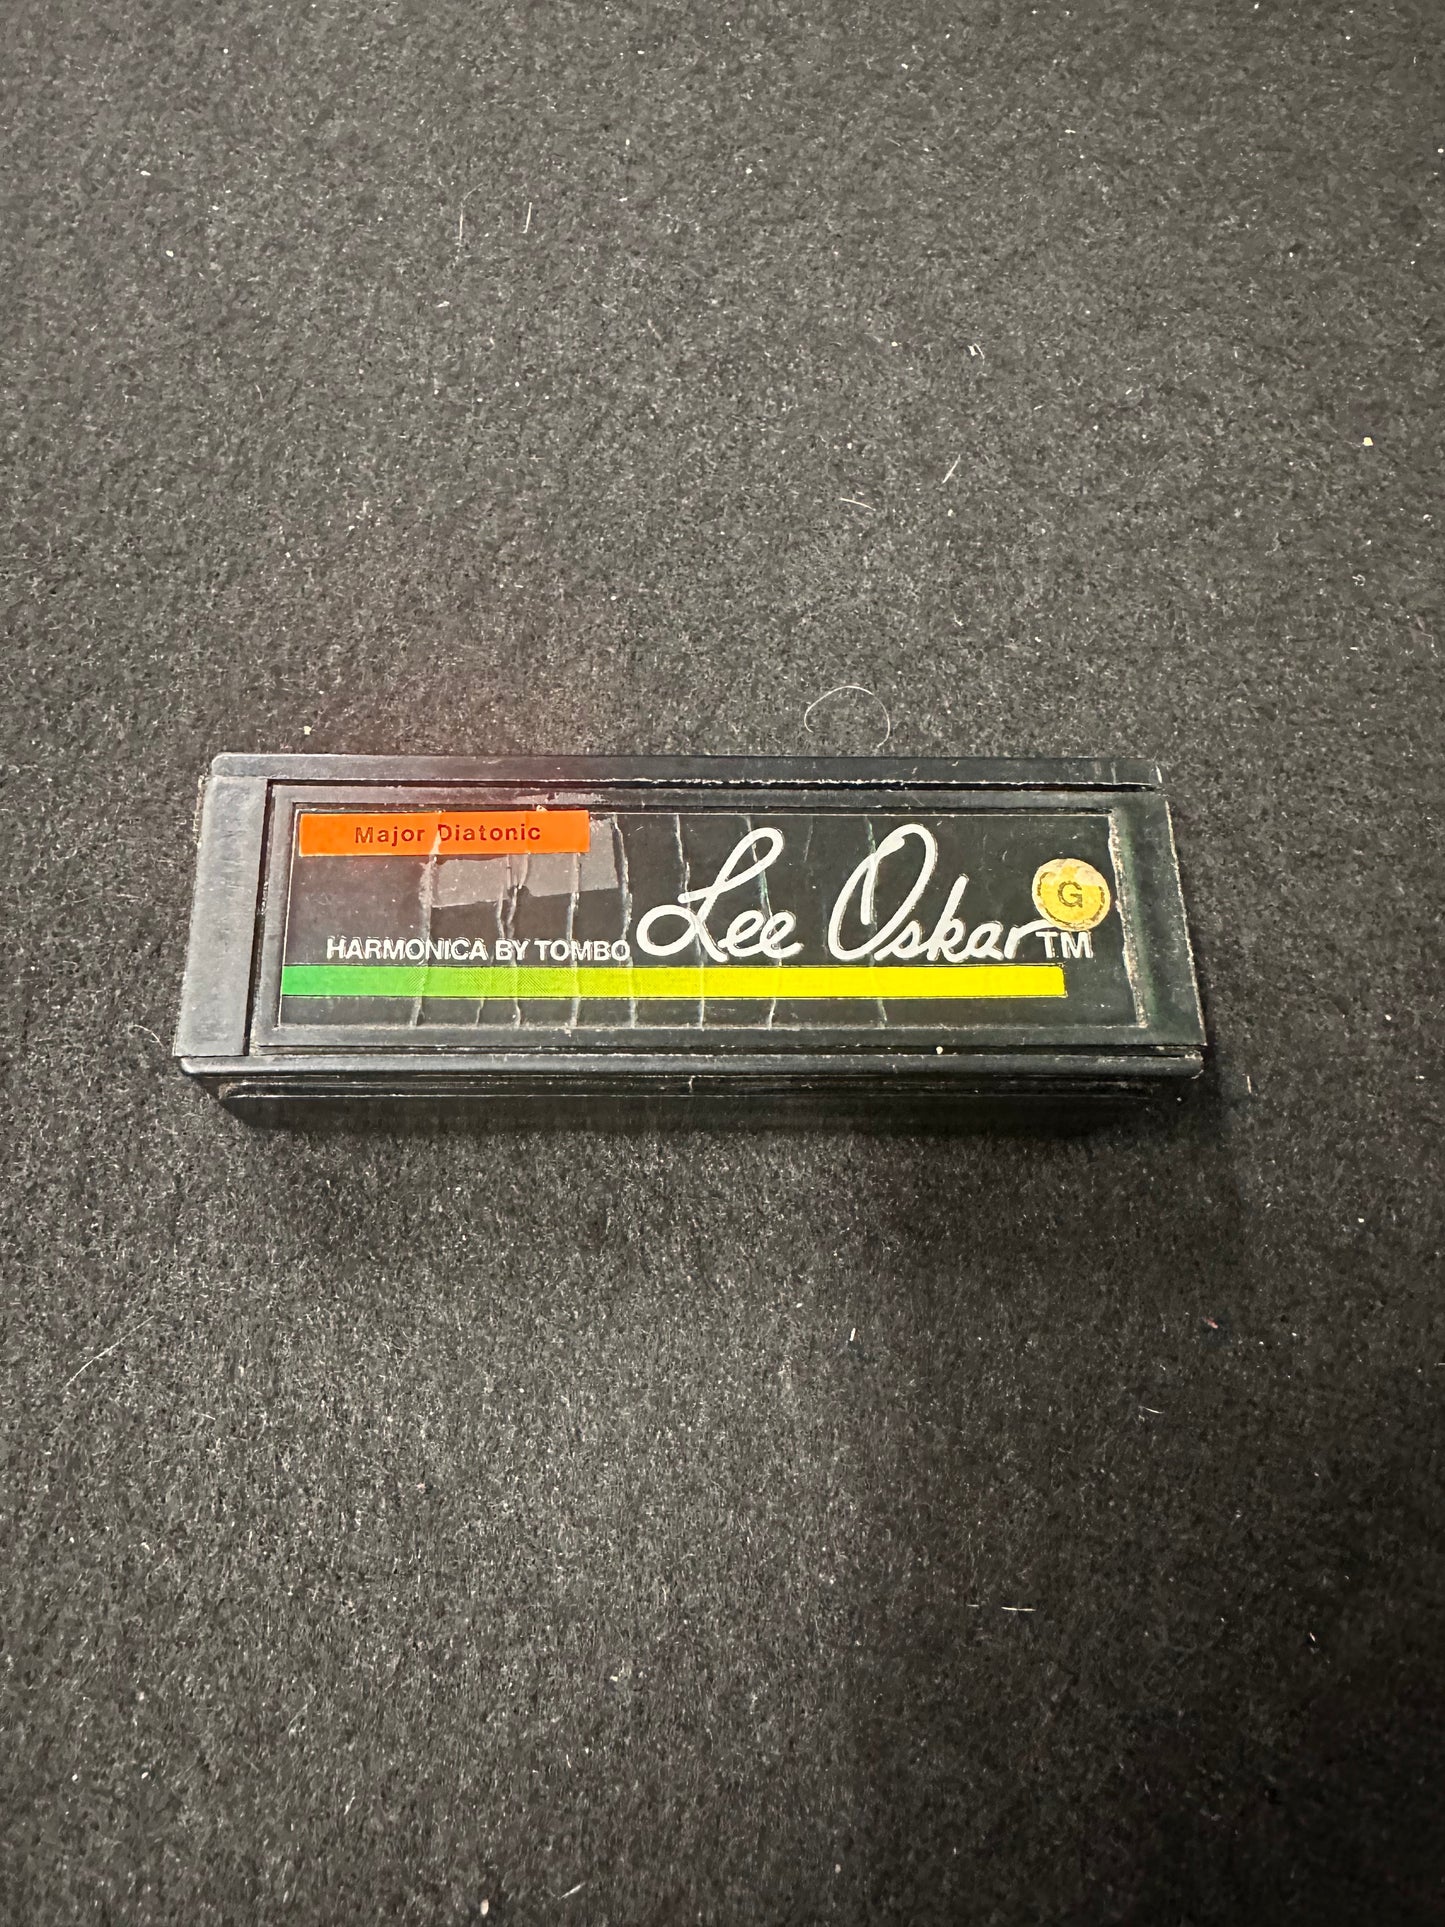 Major Diatonic
Lee Oskar TM
G
HARMONICA BY TOMBO